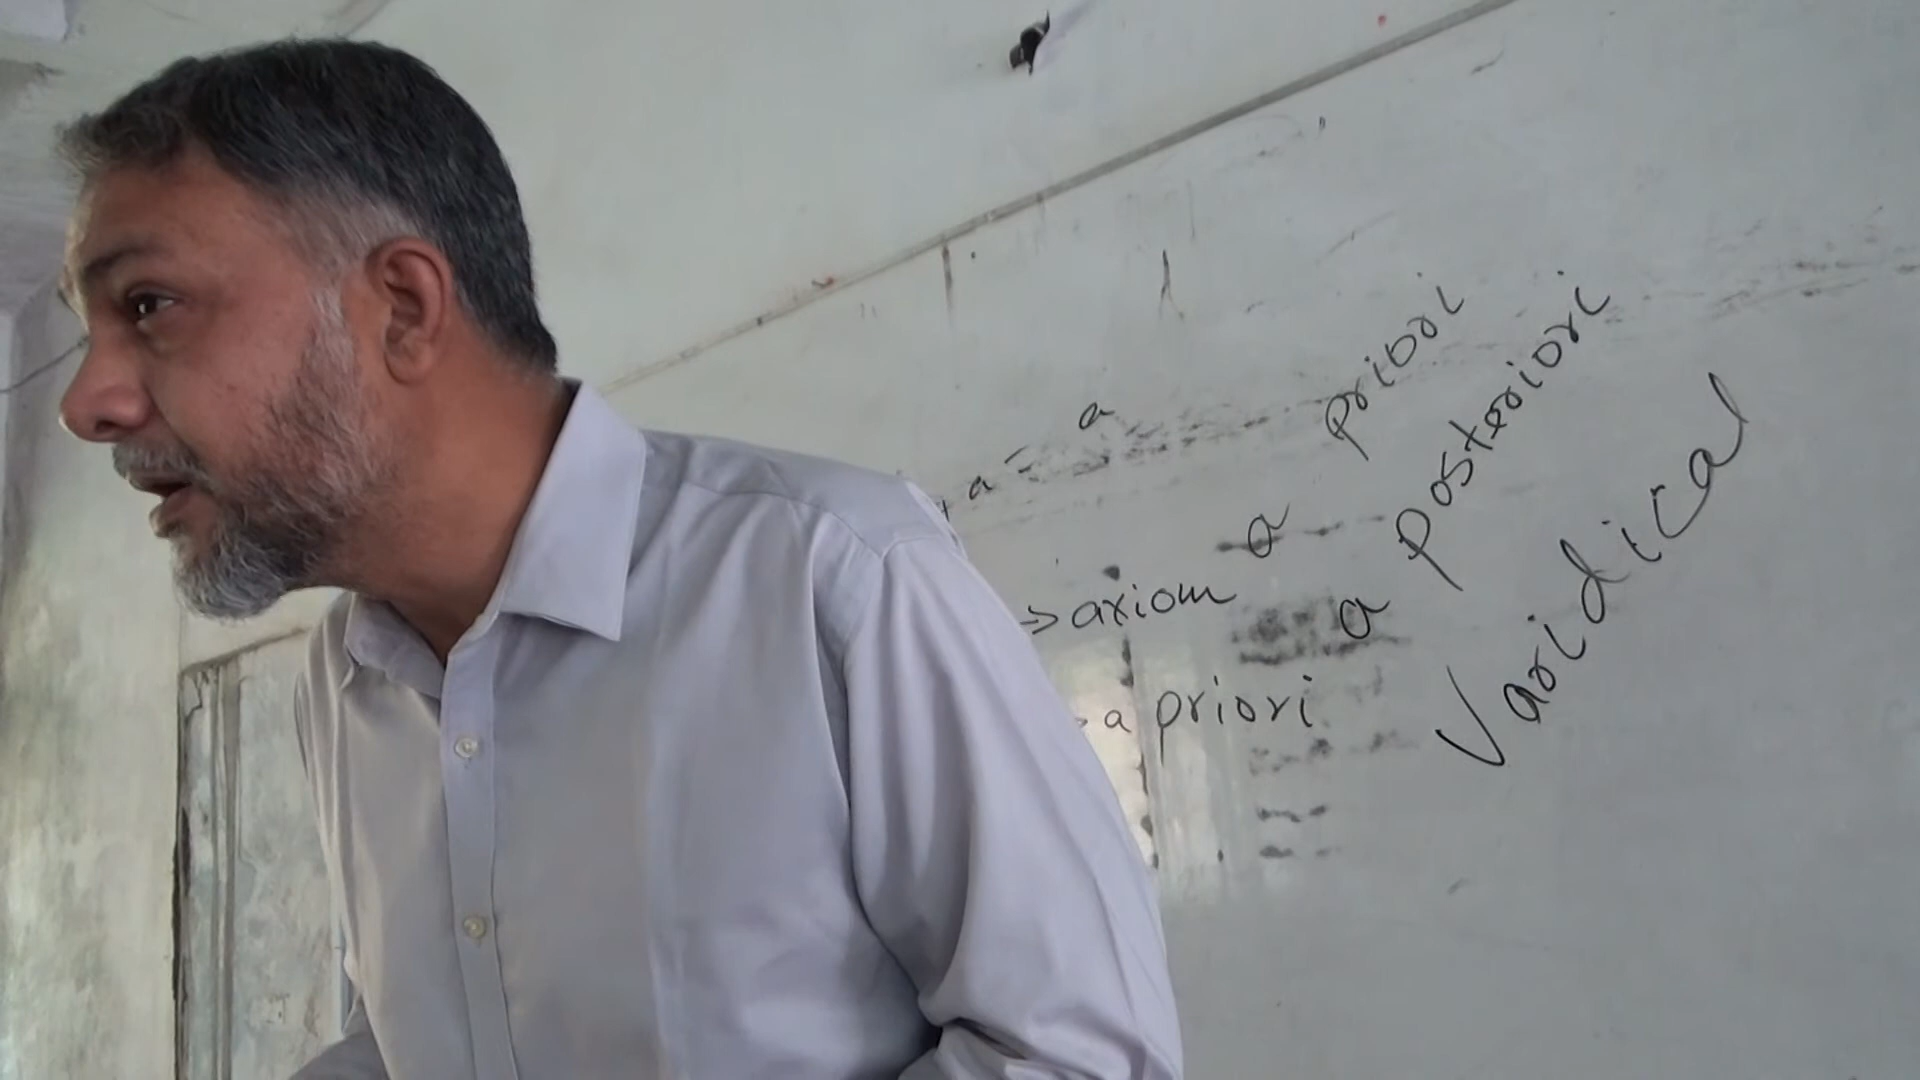 a
a
a priori
a posteriori
Varidical
→ axiom
a priori